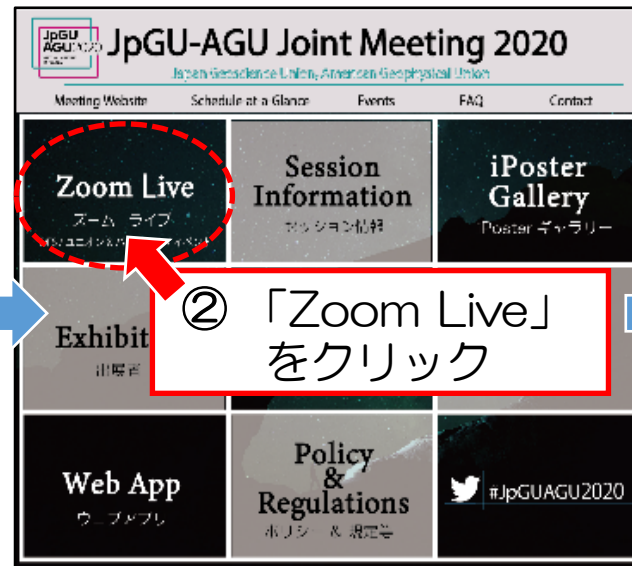 JpGU
AGU2020
JpGU-AGU Joint Meeting 2020
Japan Geoscience Union, American Geophysical Union
Meeting Website Schedule at a Glance Events FAQ Contact
Zoom Live
ズーム ライブ
Session
Information
セッション情報
iPoster
Gallery
Poster ギャラリー
② 「Zoom Live」
をクリック
Exhibit
出展者
Web App
ウェブアプリ
Policy
&
Regulations
ポリシー & 規定等
#JpGUAGU2020